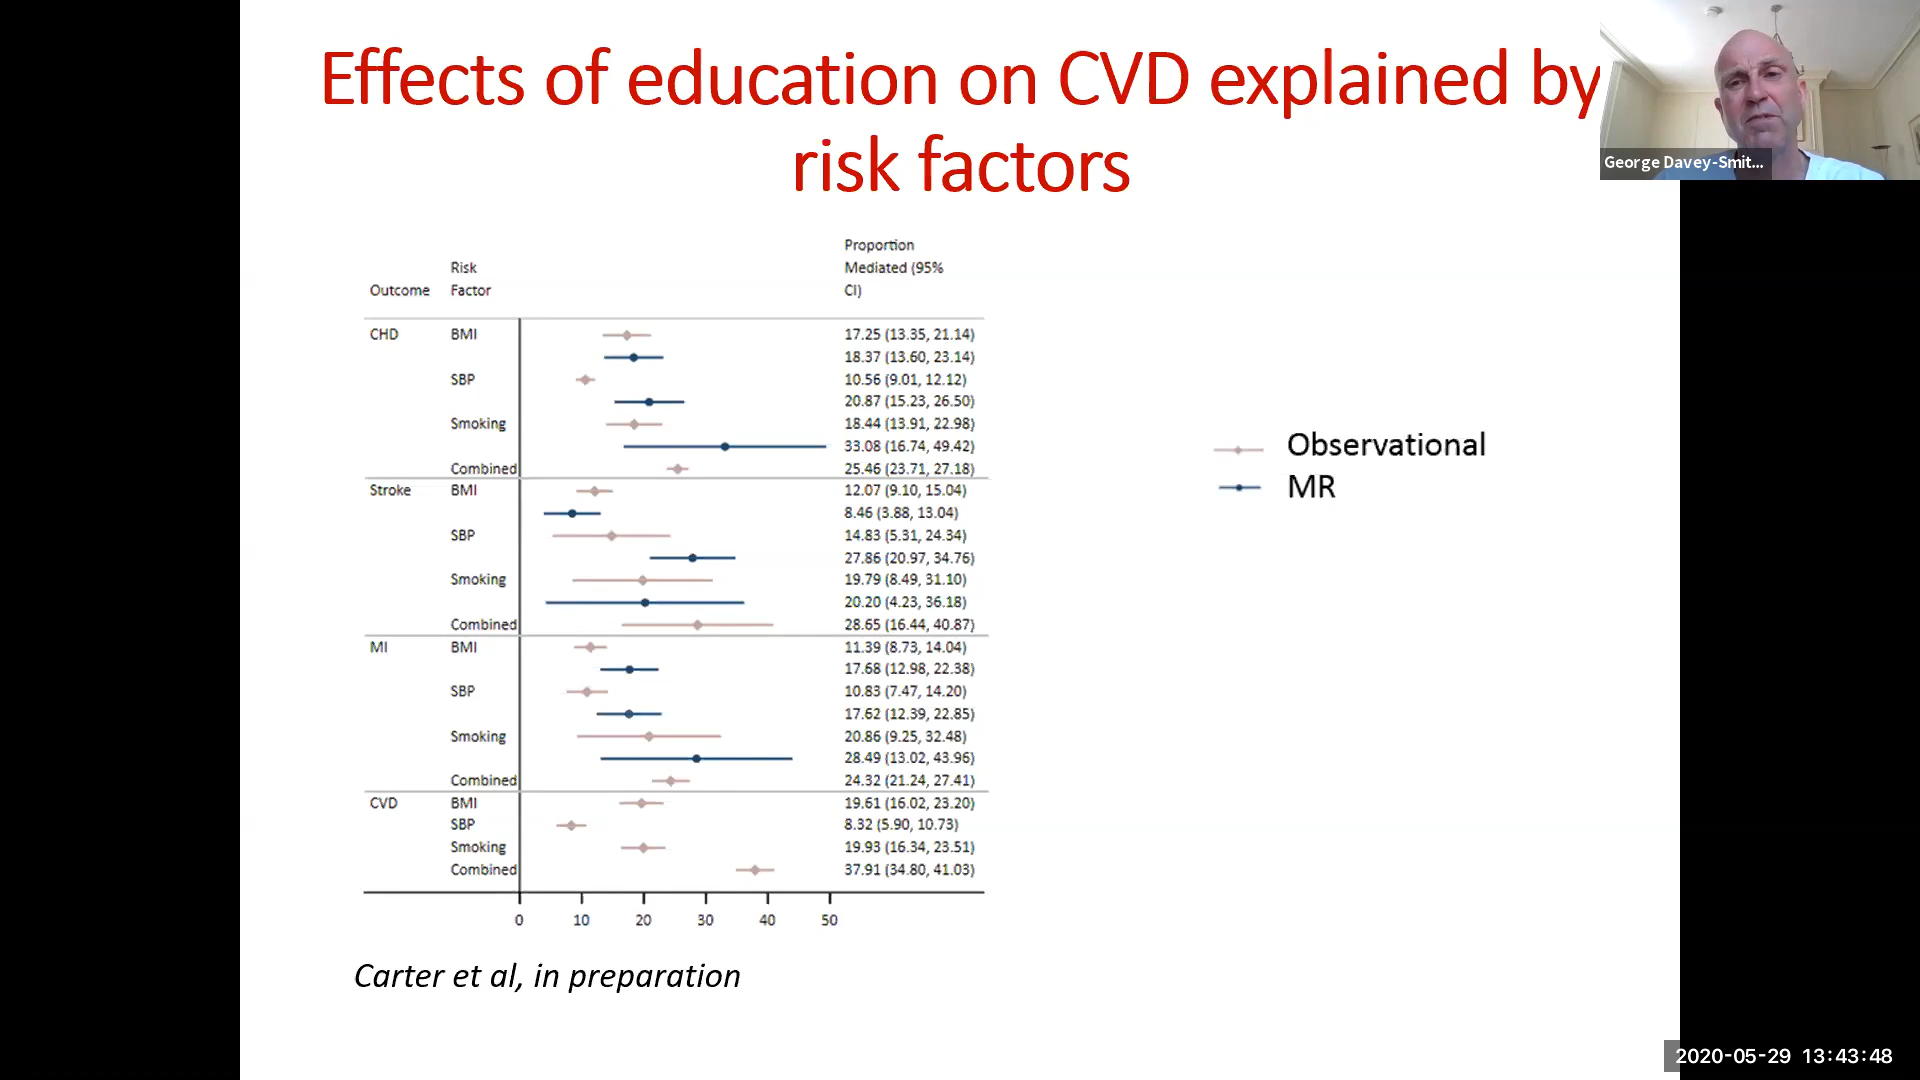 Effects of education on CVD explained by
risk factors
George Davey-Smit...
Proportion
Mediated (95%
CI)
Risk
Factor
Outcome
CHD BMI 17.25 (13.35, 21.14)
18.37 (13.60, 23.14)
SBP 10.56 (9.01, 12.12)
20.87 (15.23, 26.50)
Smoking 18.44 (13.91, 22.98)
33.08 (16.74, 49.42)
Combined 25.46 (23.71, 27.18)
Stroke BMI 12.07 (9.10, 15.04)
8.46 (3.88, 13.04)
SBP 14.83 (5.31, 24.34)
27.86 (20.97, 34.76)
Smoking 19.79 (8.49, 31.10)
20.20 (4.23, 36.18)
Combined 28.65 (16.44, 40.87)
MI BMI 11.39 (8.73, 14.04)
17.68 (12.98, 22.38)
SBP 10.83 (7.47, 14.20)
17.62 (12.39, 22.85)
Smoking 20.86 (9.25, 32.48)
28.49 (13.02, 43.96)
Combined 24.32 (21.24, 27.41)
CVD BMI 19.61 (16.02, 23.20)
SBP 8.32 (5.90, 10.73)
Smoking 19.93 (16.34, 23.51)
Combined 37.91 (34.80, 41.03)
0 10 20 30 40 50
Observational
MR
Carter et al, in preparation
2020-05-29 13:43:48